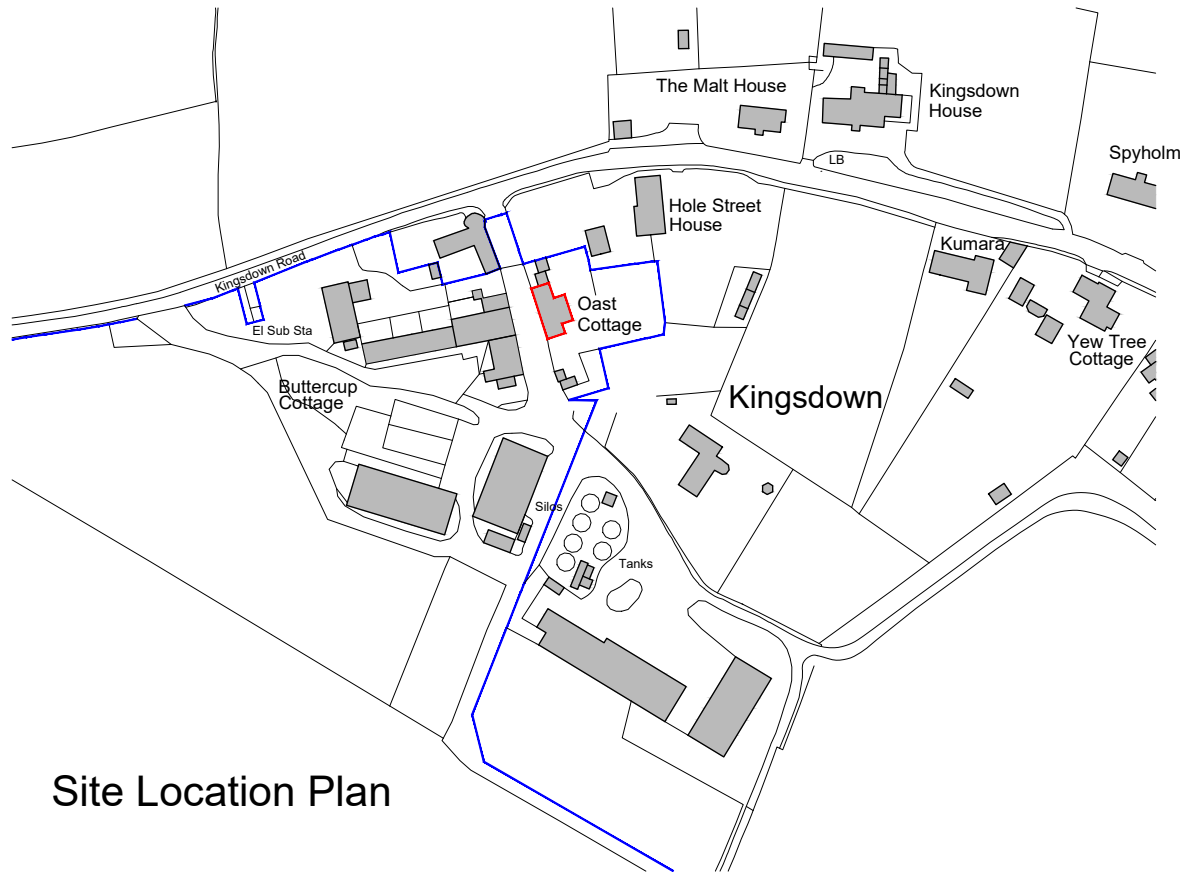 The Malt House
Kingsdown
House
LB
Spyholm
Hole Street
House
Kumara
Kingsdown Road
El Sub Sta
Oast
Cottage
Yew Tree
Cottage
Buttercup
Cottage
Kingsdown
Silos
Tanks
Site Location Plan